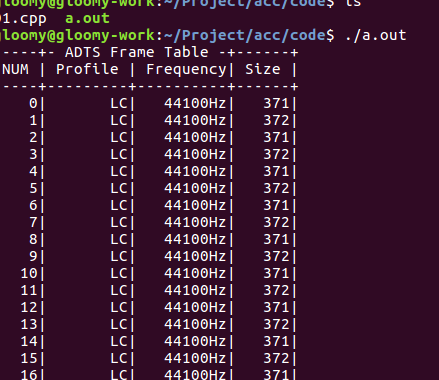 gloomy@gloomy-work:~/Project/acc/code$ ls
01.cpp  a.out
gloomy@gloomy-work:~/Project/acc/code$ ./a.out
-----+- ADTS Frame Table -+------+
NUM | Profile | Frequency| Size |
----+---------+----------+------+
0|       LC|   44100Hz|   371|
1|       LC|   44100Hz|   372|
2|       LC|   44100Hz|   371|
3|       LC|   44100Hz|   372|
4|       LC|   44100Hz|   371|
5|       LC|   44100Hz|   372|
6|       LC|   44100Hz|   371|
7|       LC|   44100Hz|   372|
8|       LC|   44100Hz|   371|
9|       LC|   44100Hz|   372|
10|       LC|   44100Hz|   371|
11|       LC|   44100Hz|   372|
12|       LC|   44100Hz|   371|
13|       LC|   44100Hz|   372|
14|       LC|   44100Hz|   371|
15|       LC|   44100Hz|   372|
16|       LC|   44100Hz|   371|